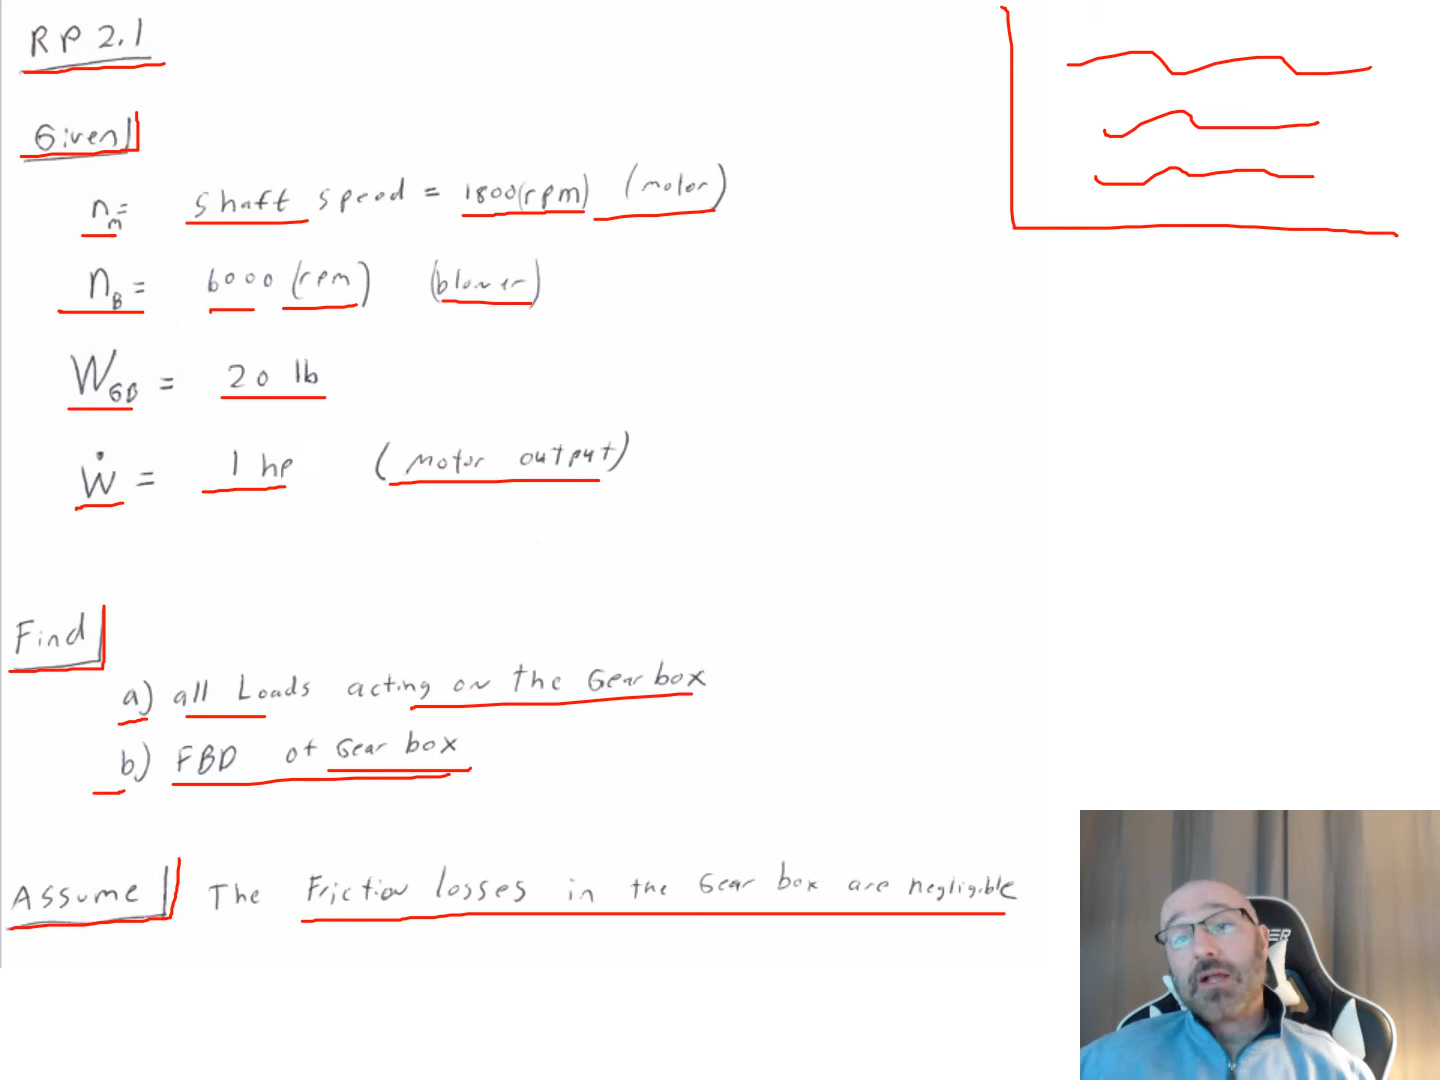 RP 2.1
Given
n_m = shaft speed = 1800 (rpm) (motor)
n_B = 6000 (rpm) (blower)
W_GB = 20 lb
Ẇ = 1 hp (motor output)
Find
a) all Loads acting on the Gear box
b) FBD of Gear box
Assume The Friction losses in the Gear box are negligible